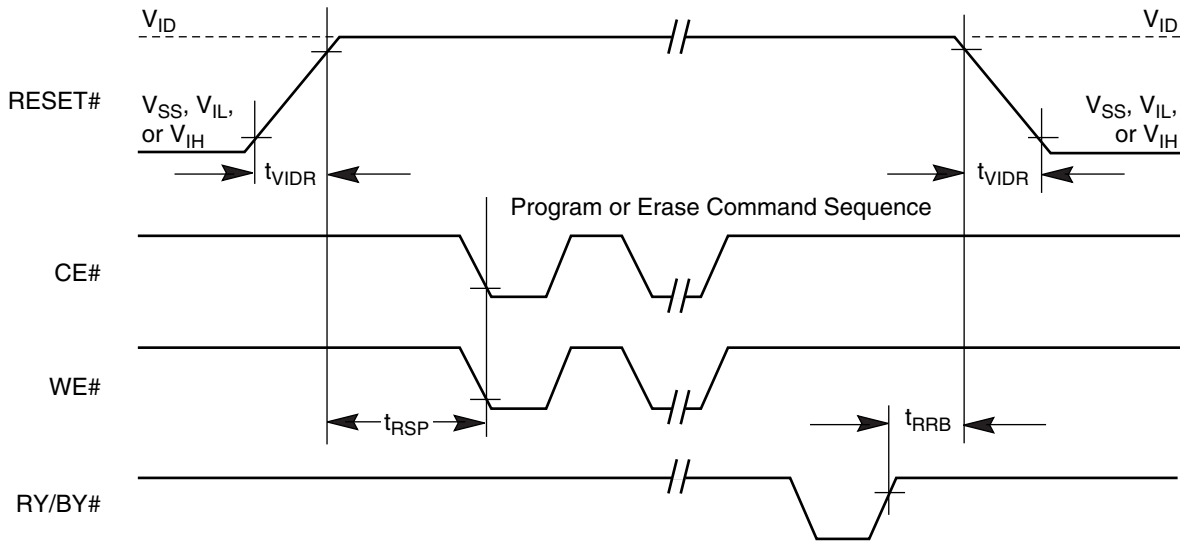 VID
VID
RESET#
VSS, VIL,
or VIH
VSS, VIL,
or VIH
tVIDR
tVIDR
Program or Erase Command Sequence
CE#
WE#
tRSP
tRRB
RY/BY#